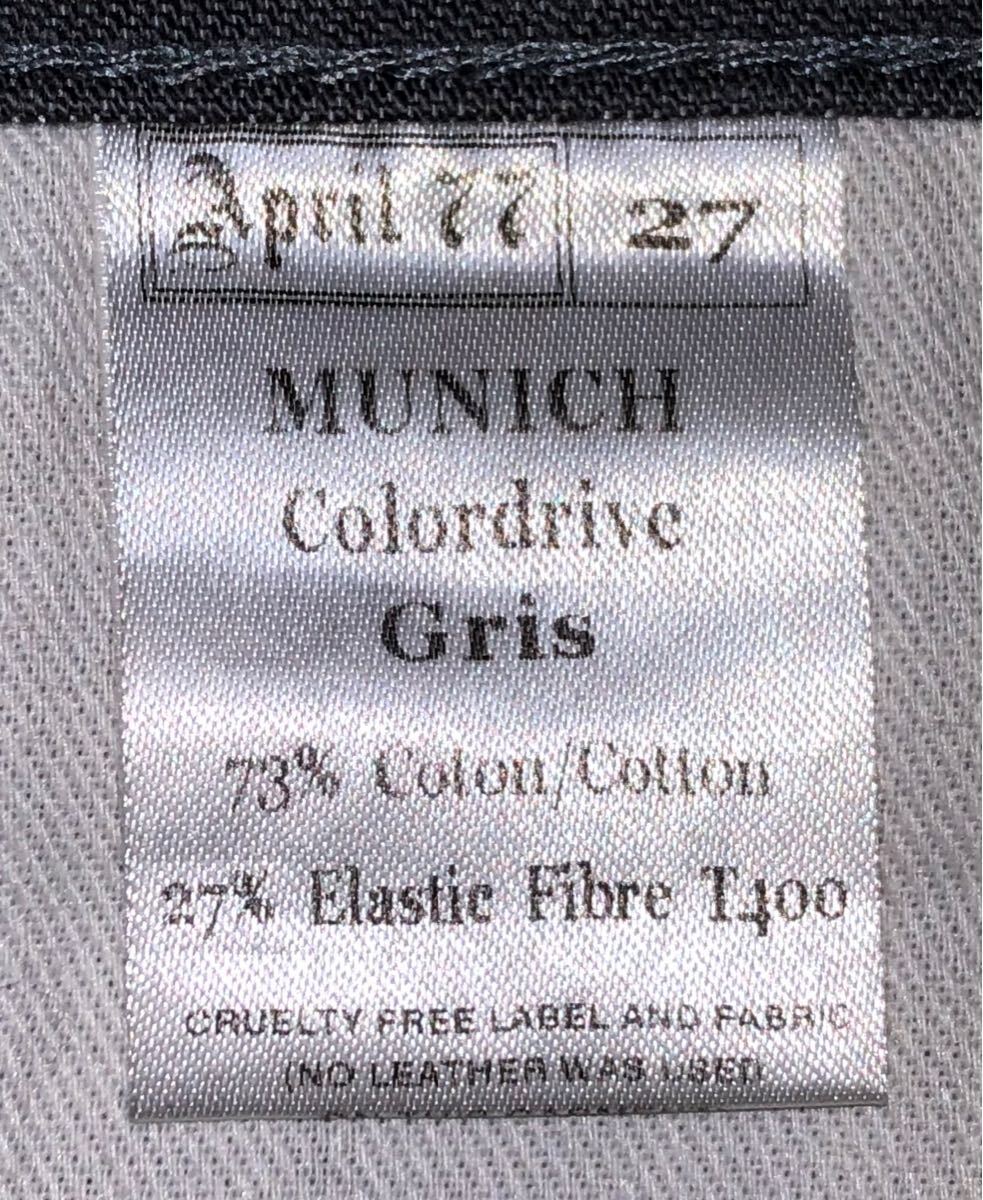 April 77 27
MUNICH
Colordrive
Gris
73% Coton/Cotton
27% Elastic Fibre T400
CRUELTY FREE LABEL AND FABRIC
(NO LEATHER WAS USED